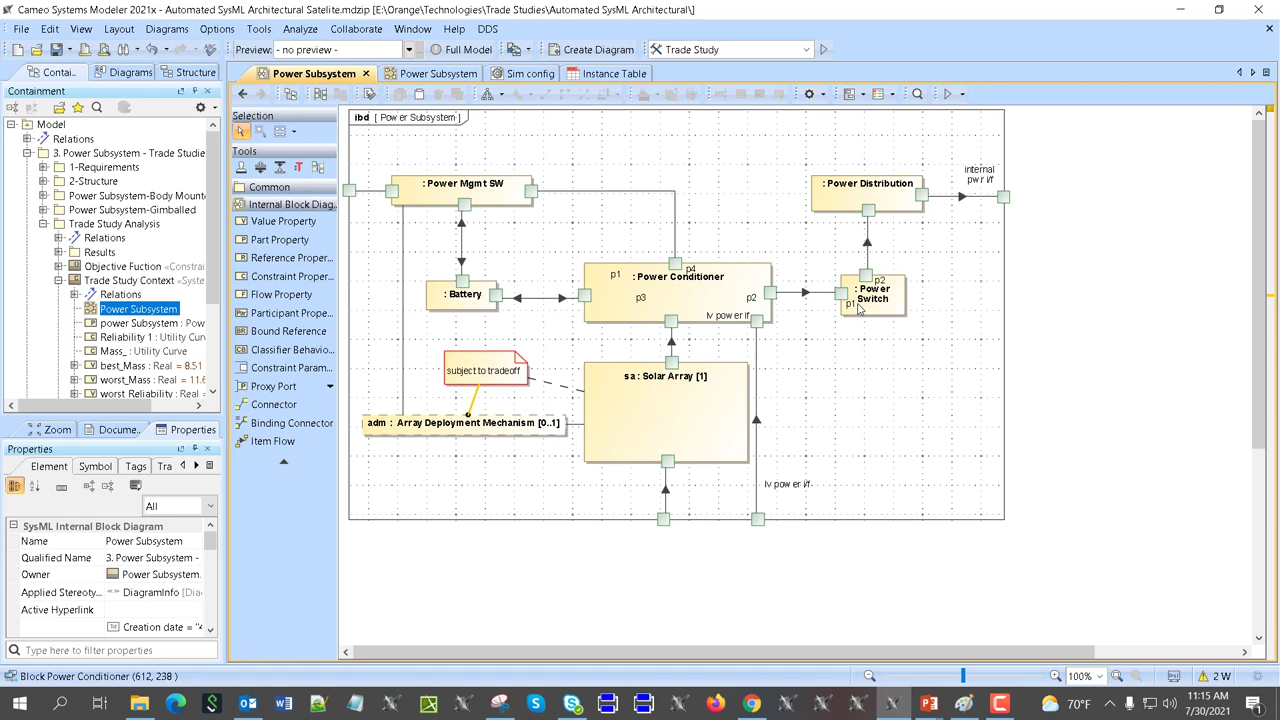 Cameo Systems Modeler 2021x - Automated SysML Architectural Satelite.mdzip [E:\Orange\Technologies\Trade Studies\Automated SysML Architectural\]
File Edit View Layout Diagrams Options Tools Analyze Collaborate Window Help DDS
Preview: - no preview - Full Model Create Diagram Trade Study
Contai... Diagrams Structure
Power Subsystem Power Subsystem Sim config Instance Table
Containment
Model
Relations
3. Power Subsystem - Trade Studie
1-Requirements
2-Structure
Power Subsystem-Body Mounte
Power Subsystem-Gimballed
Trade Study Analysis
Relations
Results
Objective Fuction «Constrai
Trade Study Context «Constra
Relations
Power Subsystem
power Subsystem : Pow
Reliability 1 : Utility Curve
Mass_ : Utility Curve
best_Mass : Real = 8.51
worst_Mass : Real = 11.6
worst Reliability : Real =
Zoom Docume.. Properties
Properties
Element Symbol Tags Tra
All
SysML Internal Block Diagram
Name Power Subsystem
Qualified Name 3. Power Subsystem -
Owner Power Subsystem.
Applied Stereoty... «» DiagramInfo [Dia
Active Hyperlink
Creation date = "4
Type here to filter properties
Selection
Tools
Common
Internal Block Diag..
Value Property
Part Property
Reference Proper...
Constraint Proper...
Flow Property
Participant Proper...
Bound Reference
Classifier Behavio...
Constraint Param...
Proxy Port
Connector
Binding Connector
Item Flow
ibd [ Power Subsystem ]
: Power Mgmt SW
: Power Distribution
internal
pwr i/f
p4
p1
: Power Conditioner
p3
p2
lv power i/f
: Battery
p2
: Power
Switch
p1
subject to tradeoff
sa : Solar Array [1]
adm : Array Deployment Mechanism [0..1]
lv power i/f
Block Power Conditioner (612, 238 )
100%
2 W
70°F
11:15 AM
7/30/2021